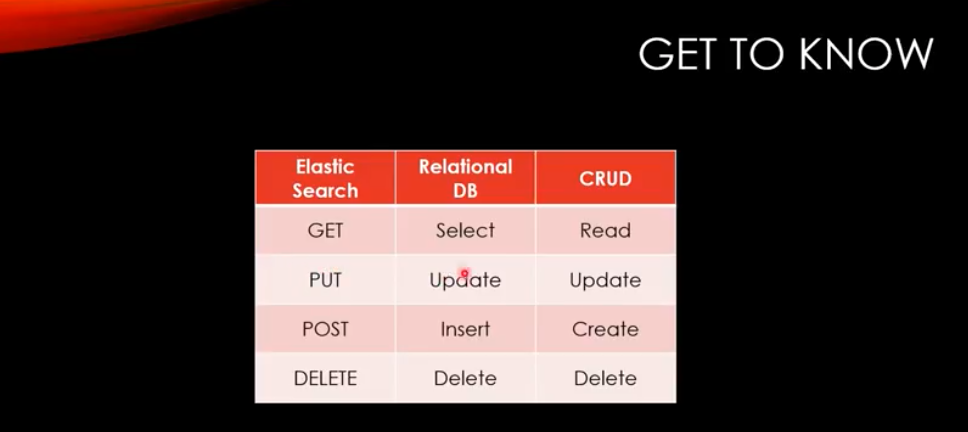 GET TO KNOW
Elastic Search
Relational DB
CRUD
GET
Select
Read
PUT
Update
Update
POST
Insert
Create
DELETE
Delete
Delete